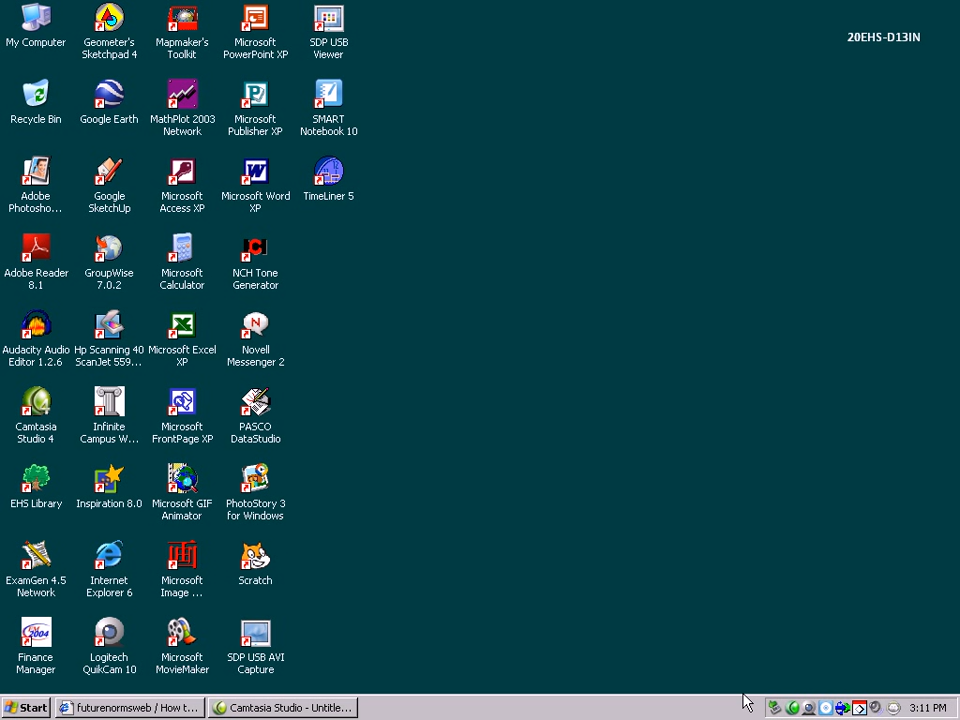 My Computer
Geometer's
Sketchpad 4
Mapmaker's
Toolkit
Microsoft
PowerPoint XP
SDP USB
Viewer
20EHS-D13IN
Recycle Bin
Google Earth
MathPlot 2003
Network
Microsoft
Publisher XP
SMART
Notebook 10
Adobe
Photosho...
Google
SketchUp
Microsoft
Access XP
Microsoft Word
XP
TimeLiner 5
Adobe Reader
8.1
GroupWise
7.0.2
Microsoft
Calculator
NCH Tone
Generator
Audacity Audio
Editor 1.2.6
Hp Scanning 40
ScanJet 559...
Microsoft Excel
XP
Novell
Messenger 2
Camtasia
Studio 4
Infinite
Campus W...
Microsoft
FrontPage XP
PASCO
DataStudio
EHS Library
Inspiration 8.0
Microsoft GIF
Animator
PhotoStory 3
for Windows
ExamGen 4.5
Network
Internet
Explorer 6
Microsoft
Image ...
Scratch
Finance
Manager
Logitech
QuikCam 10
Microsoft
MovieMaker
SDP USB AVI
Capture
Start
futurenormsweb / How t...
Camtasia Studio - Untitle...
3:11 PM